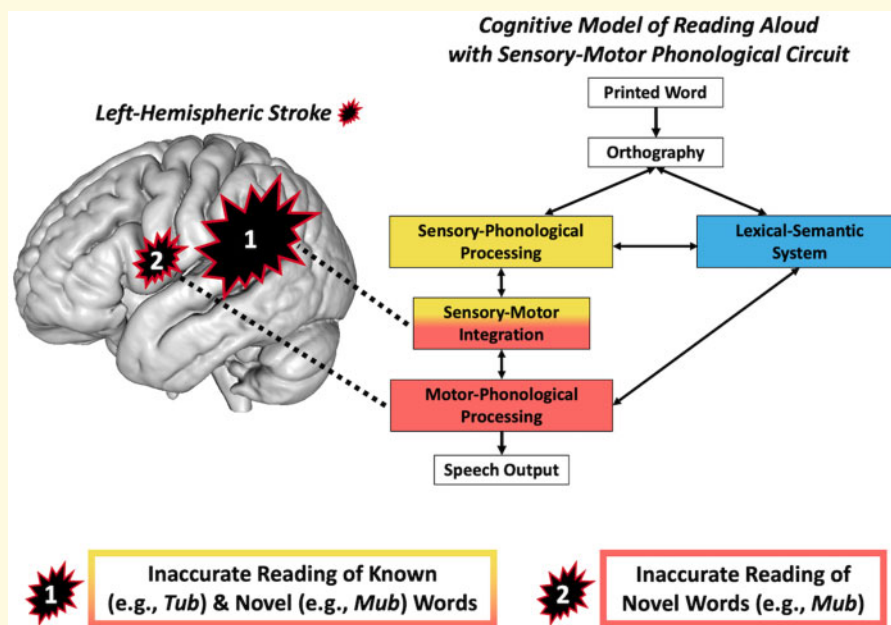 Cognitive Model of Reading Aloud
with Sensory-Motor Phonological Circuit
Left-Hemispheric Stroke
Printed Word
Orthography
Sensory-Phonological
Processing
Lexical-Semantic
System
Sensory-Motor
Integration
Motor-Phonological
Processing
Speech Output
1
2
1
Inaccurate Reading of Known
(e.g., Tub) & Novel (e.g., Mub) Words
2
Inaccurate Reading of
Novel Words (e.g., Mub)